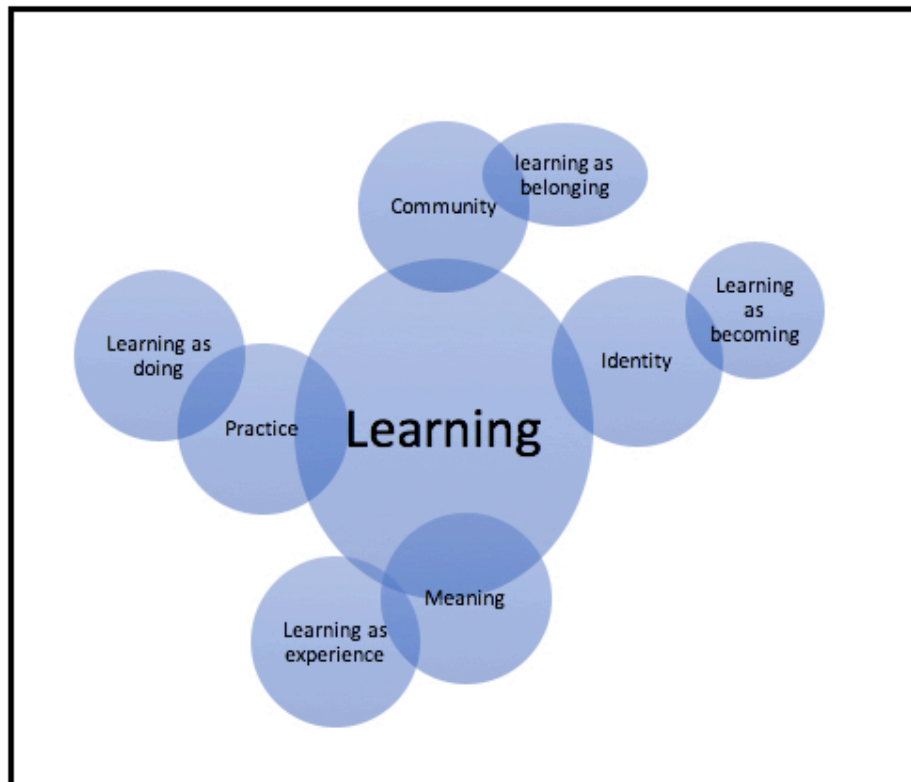 learning as
belonging
Community
Learning
as
becoming
Identity
Learning as
doing
Practice
Learning
Meaning
Learning as
experience